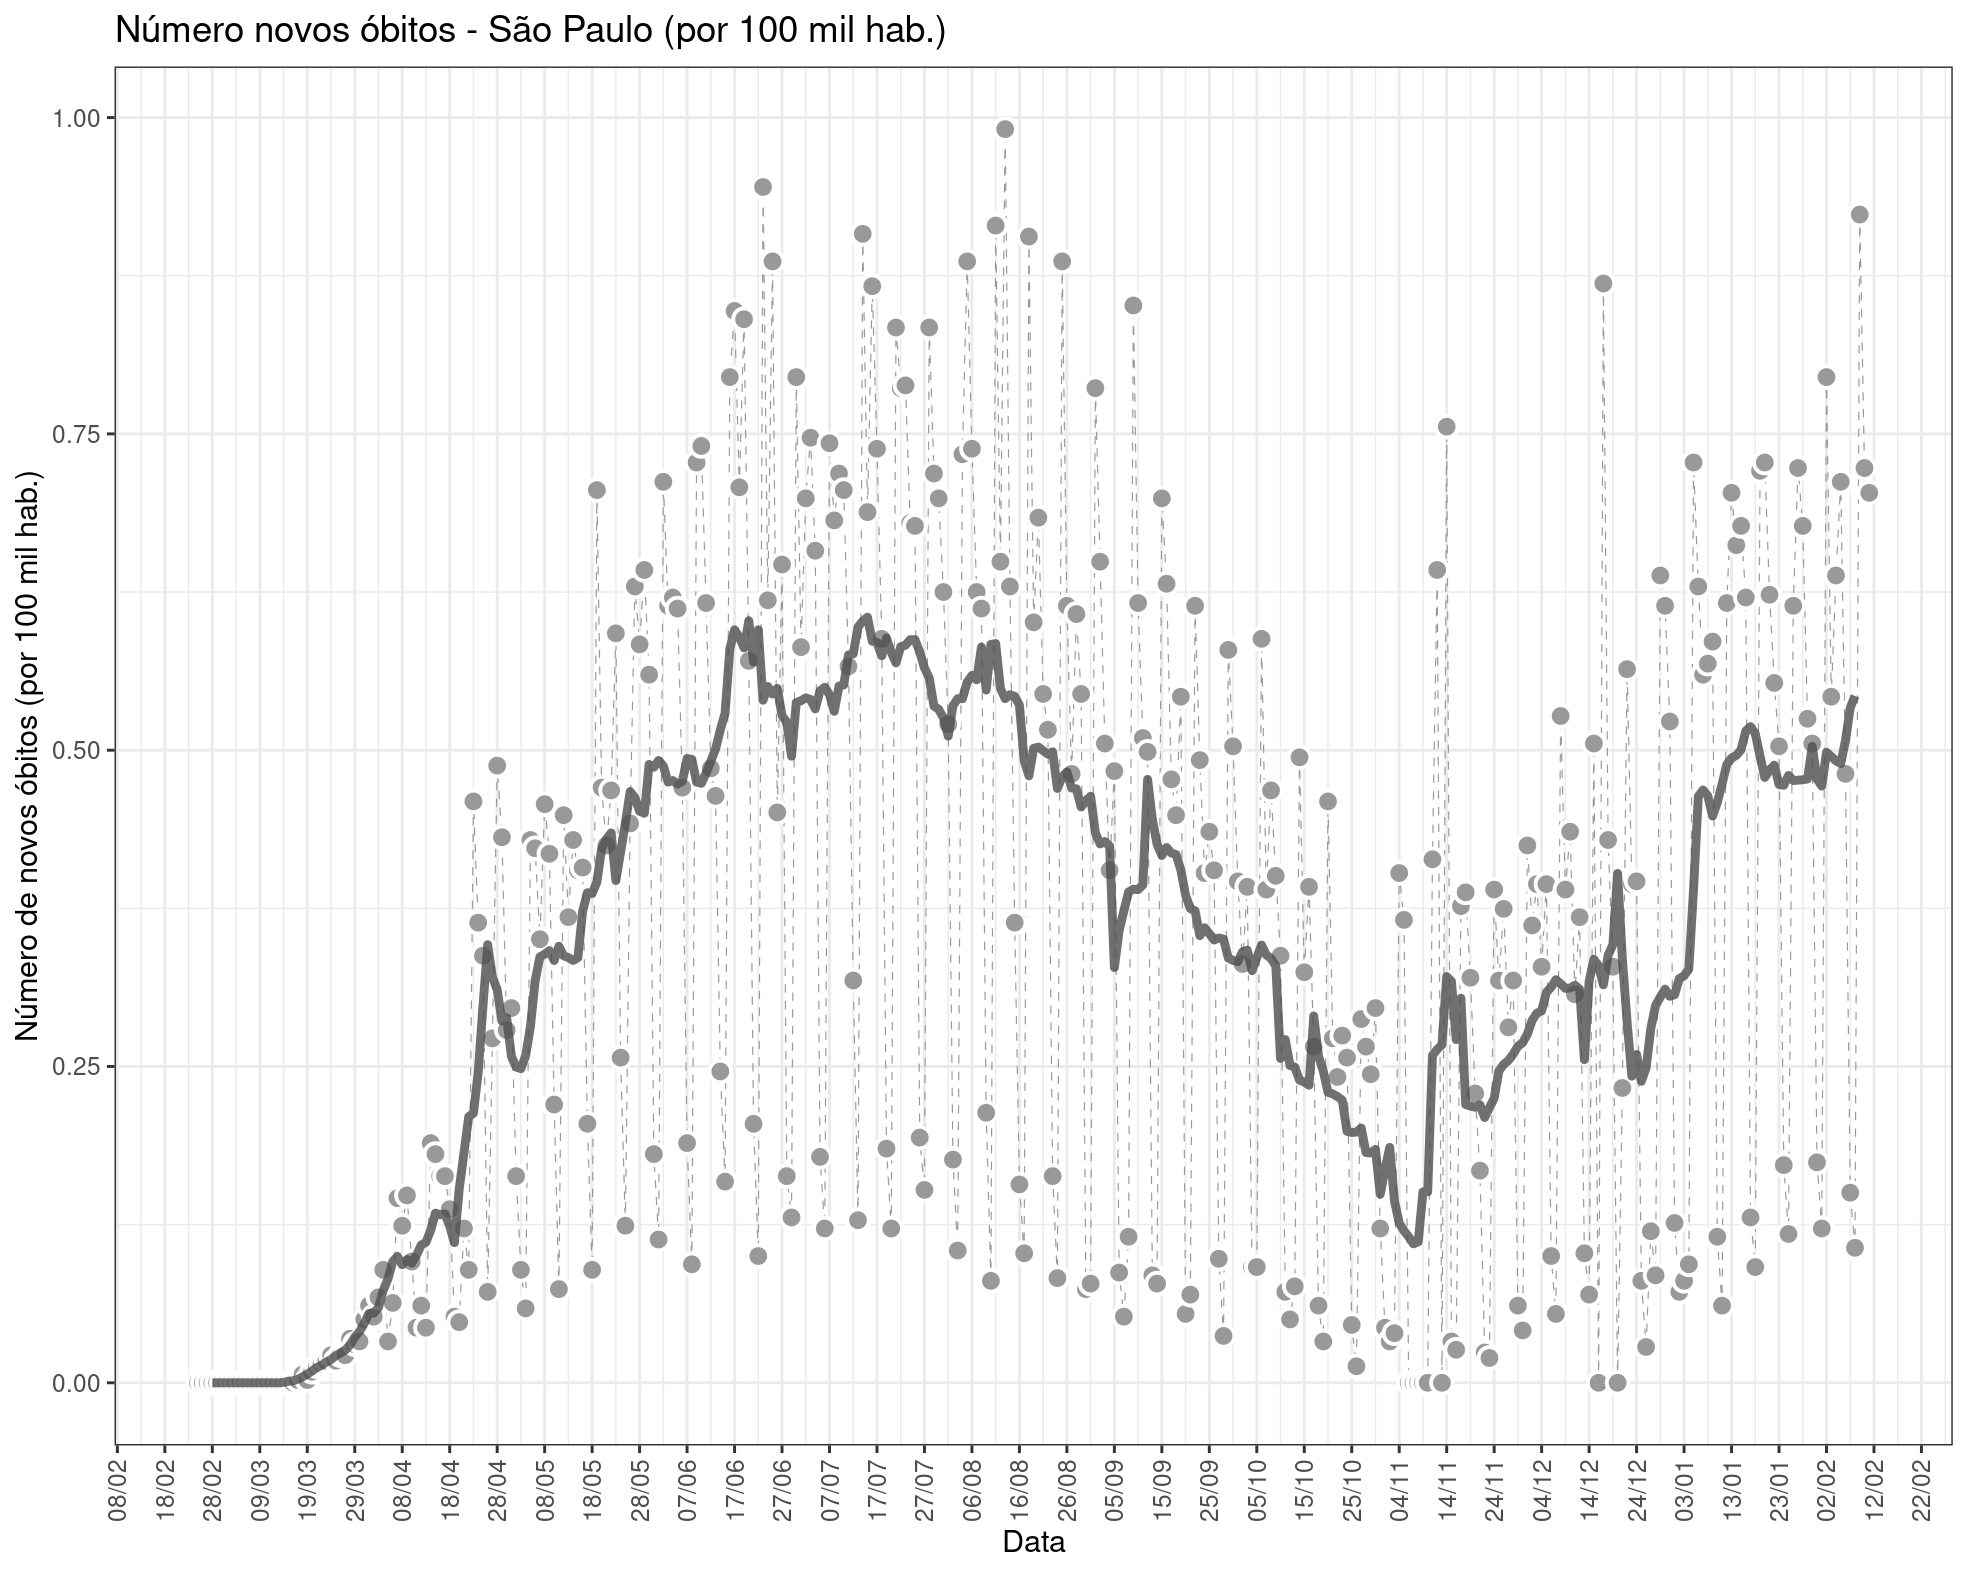 Número novos óbitos - São Paulo (por 100 mil hab.)
Número de novos óbitos (por 100 mil hab.)
1.00
0.75
0.50
0.25
0.00
08/02 18/02 28/02 09/03 19/03 29/03 08/04 18/04 28/04 08/05 18/05 28/05 07/06 17/06 27/06 07/07 17/07 27/07 06/08 16/08 26/08 05/09 15/09 25/09 05/10 15/10 25/10 04/11 14/11 24/11 04/12 14/12 24/12 03/01 13/01 23/01 02/02 12/02 22/02
Data